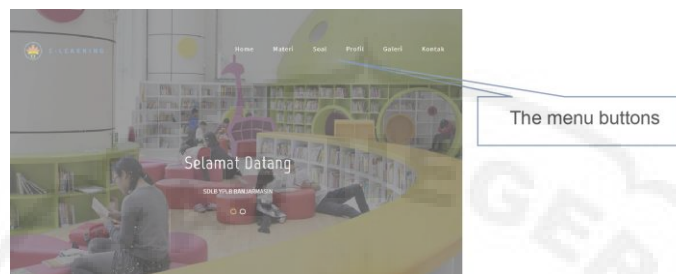 E-LEARNING
Home Materi Soal Profil Galeri Kontak
The menu buttons
Selamat Datang
SDLB YPLB BANJARMASIN